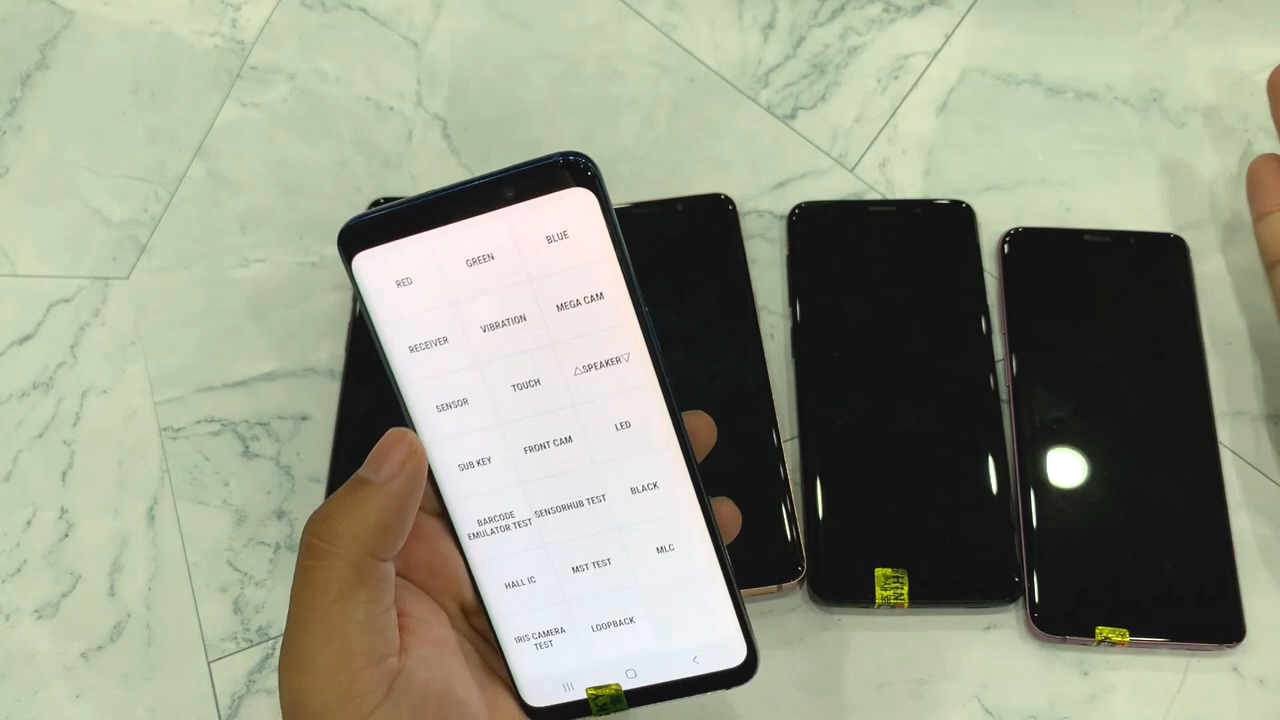 RED
GREEN
BLUE
RECEIVER
VIBRATION
MEGA CAM
SENSOR
TOUCH
△SPEAKER▽
SUB KEY
FRONT CAM
LED
BARCODE
EMULATOR TEST
SENSORHUB TEST
BLACK
HALL IC
MST TEST
MLC
IRIS CAMERA
TEST
LOOPBACK